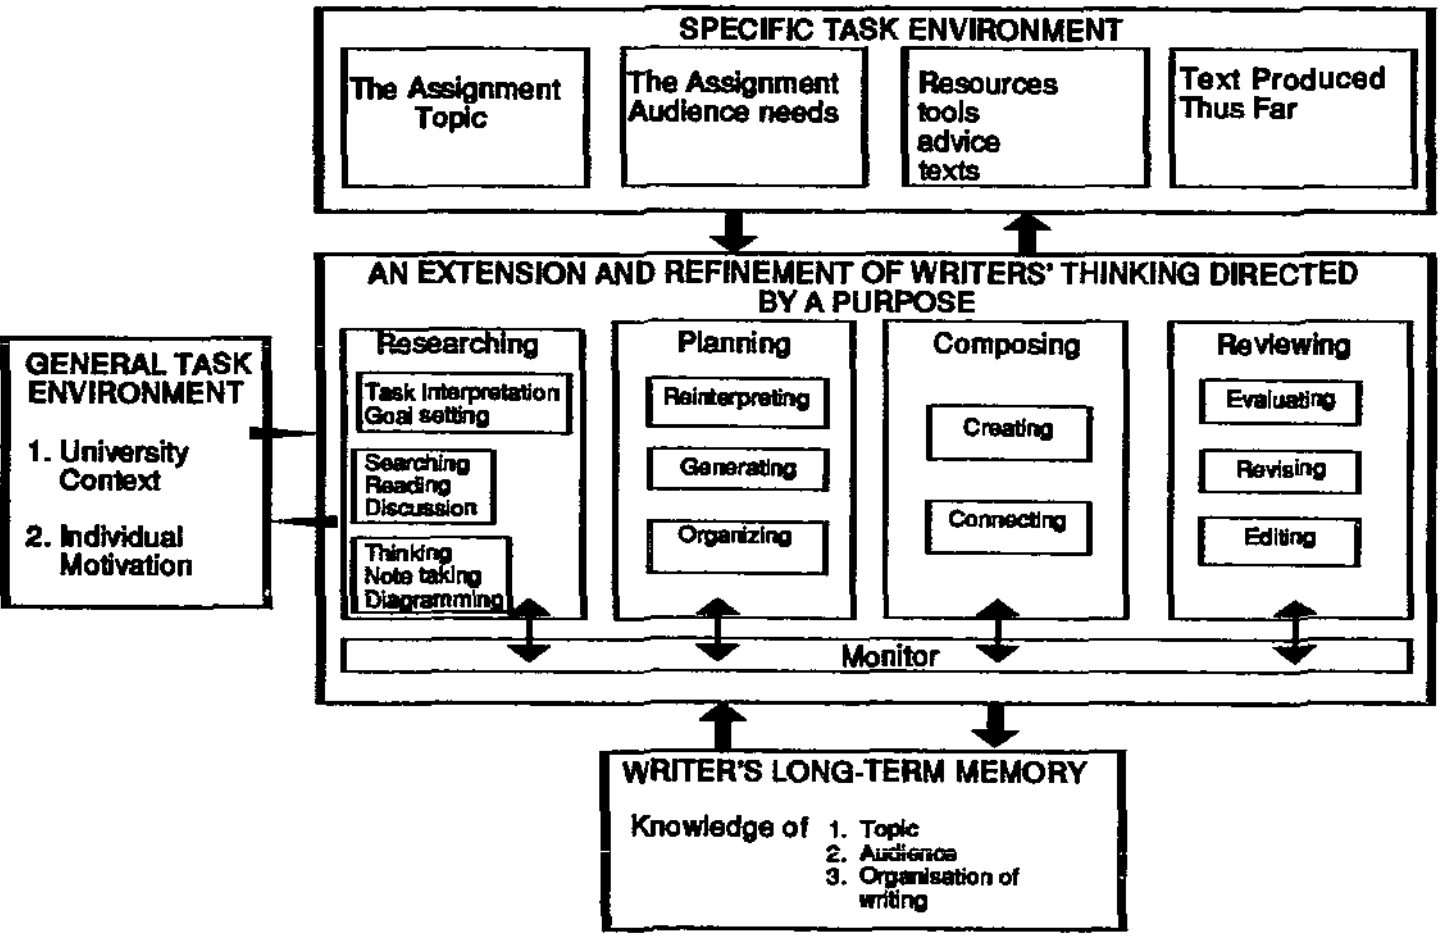 SPECIFIC TASK ENVIRONMENT
The Assignment
Topic
The Assignment
Audience needs
Resources
tools
advice
texts
Text Produced
Thus Far
AN EXTENSION AND REFINEMENT OF WRITERS' THINKING DIRECTED
BY A PURPOSE
GENERAL TASK
ENVIRONMENT
1. University
Context
2. Individual
Motivation
Researching
Task Interpretation
Goal setting
Searching
Reading
Discussion
Thinking
Note taking
Diagramming
Planning
Reinterpreting
Generating
Organizing
Composing
Creating
Connecting
Reviewing
Evaluating
Revising
Editing
Monitor
WRITER'S LONG-TERM MEMORY
Knowledge of 1. Topic
2. Audience
3. Organisation of
writing